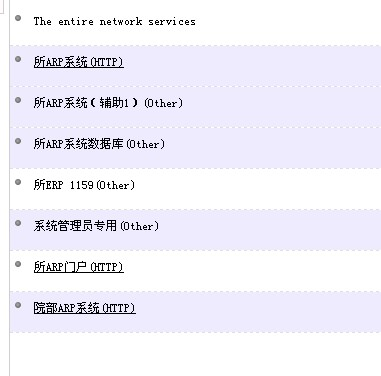 The entire network services
所ARP系统(HTTP)
所ARP系统(辅助1)(Other)
所ARP系统数据库(Other)
所ERP 1159(Other)
系统管理员专用(Other)
所ARP门户(HTTP)
院部ARP系统(HTTP)